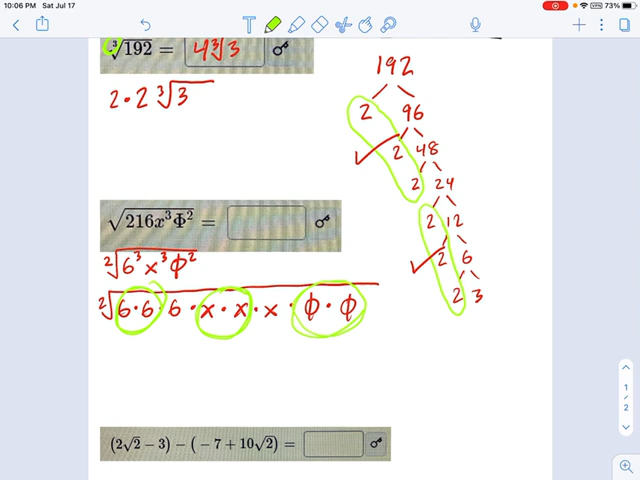 10:06 PM Sat Jul 17
73%
∛192 = 4∛3
2 · 2 ∛3
192
2 96
2 48
2 24
2 12
2 6
2 3
√216x³Φ² =
²√6³x³Φ²
²√6·6·6·x·x·x·Φ·Φ
(2√2 − 3) − (− 7 + 10√2) =
1
2